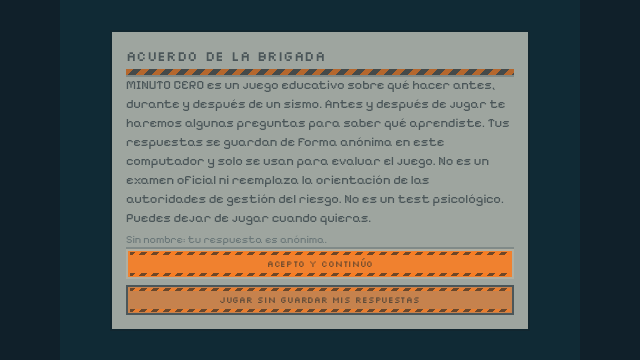 ACUERDO DE LA BRIGADA
MINUTO CERO es un juego educativo sobre qué hacer antes,
durante y después de un sismo. Antes y después de jugar te
haremos algunas preguntas para saber qué aprendiste. Tus
respuestas se guardan de forma anónima en este
computador y solo se usan para evaluar el juego. No es un
examen oficial ni reemplaza la orientación de las
autoridades de gestión del riesgo. No es un test psicológico.
Puedes dejar de jugar cuando quieras.
Sin nombre: tu respuesta es anónima.
ACEPTO Y CONTINÚO
JUGAR SIN GUARDAR MIS RESPUESTAS